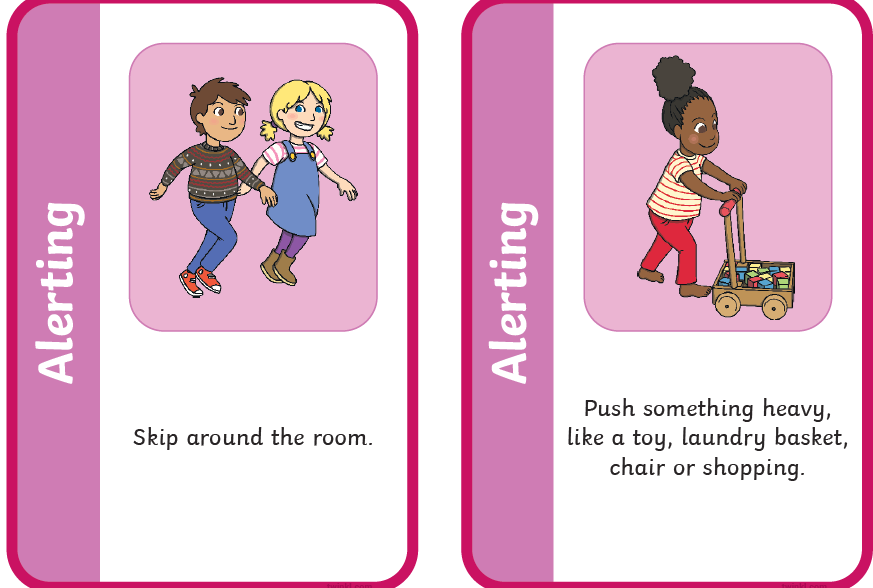 Alerting
Skip around the room.
Alerting
Push something heavy,
like a toy, laundry basket,
chair or shopping.